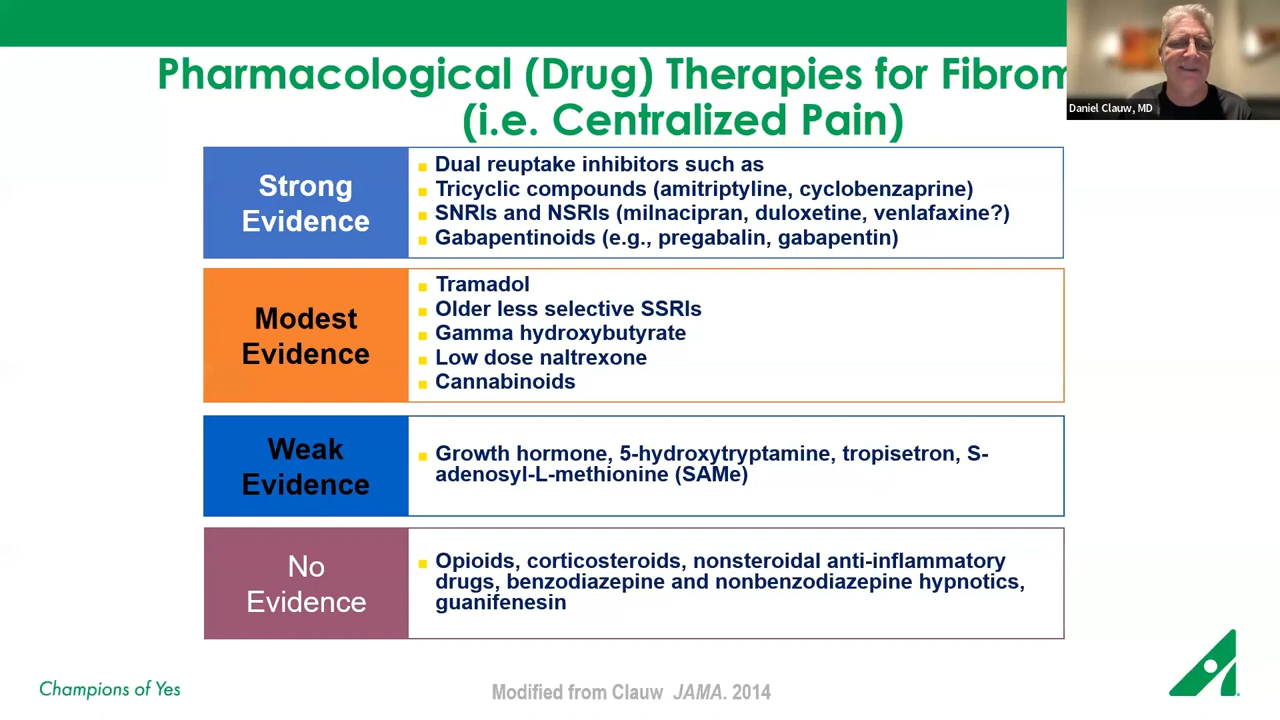 Pharmacological (Drug) Therapies for Fibrom
(i.e. Centralized Pain)
Daniel Clauw, MD
Strong
Evidence
Dual reuptake inhibitors such as
Tricyclic compounds (amitriptyline, cyclobenzaprine)
SNRIs and NSRIs (milnacipran, duloxetine, venlafaxine?)
Gabapentinoids (e.g., pregabalin, gabapentin)
Modest
Evidence
Tramadol
Older less selective SSRIs
Gamma hydroxybutyrate
Low dose naltrexone
Cannabinoids
Weak
Evidence
Growth hormone, 5-hydroxytryptamine, tropisetron, S-
adenosyl-L-methionine (SAMe)
No
Evidence
Opioids, corticosteroids, nonsteroidal anti-inflammatory
drugs, benzodiazepine and nonbenzodiazepine hypnotics,
guanifenesin
Champions of Yes
Modified from Clauw JAMA. 2014